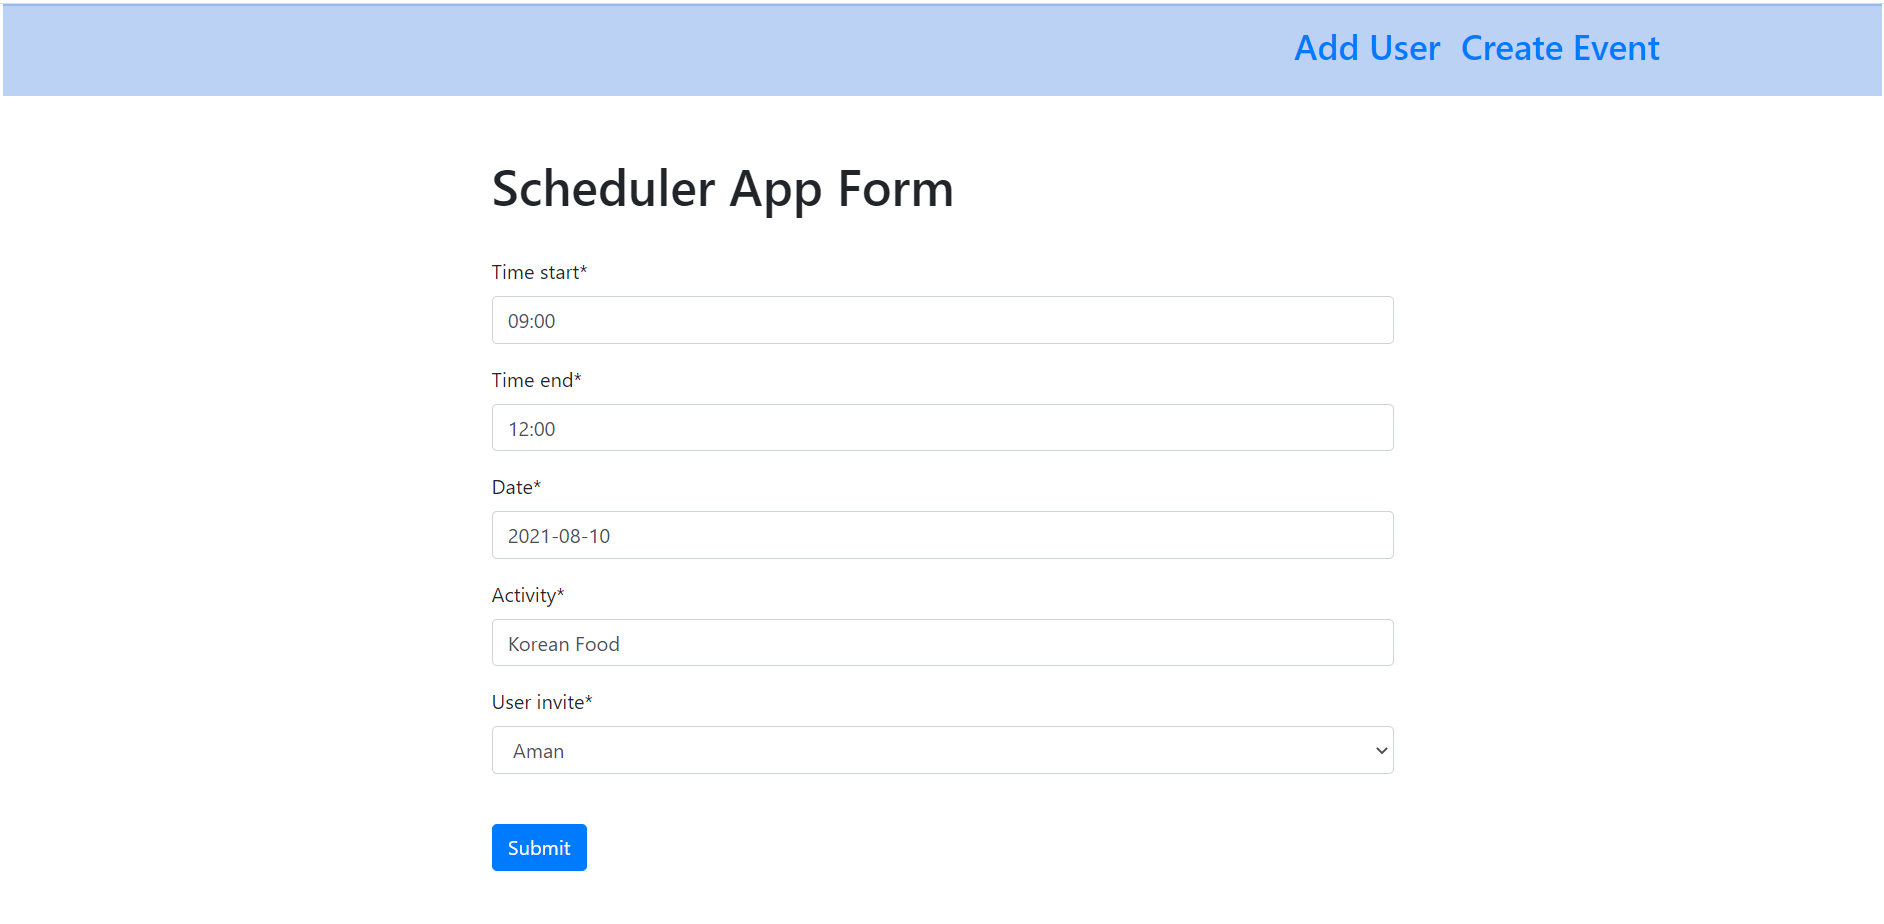 Add User Create Event
Scheduler App Form
Time start*
09:00
Time end*
12:00
Date*
2021-08-10
Activity*
Korean Food
User invite*
Aman
Submit